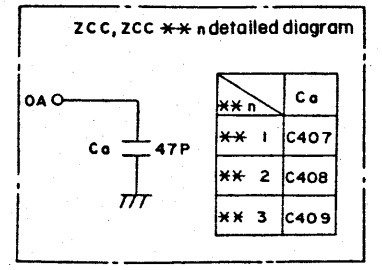 ZCC, ZCC ** n detailed diagram
OA
Ca 47P
** n Ca
** 1 C407
** 2 C408
** 3 C409